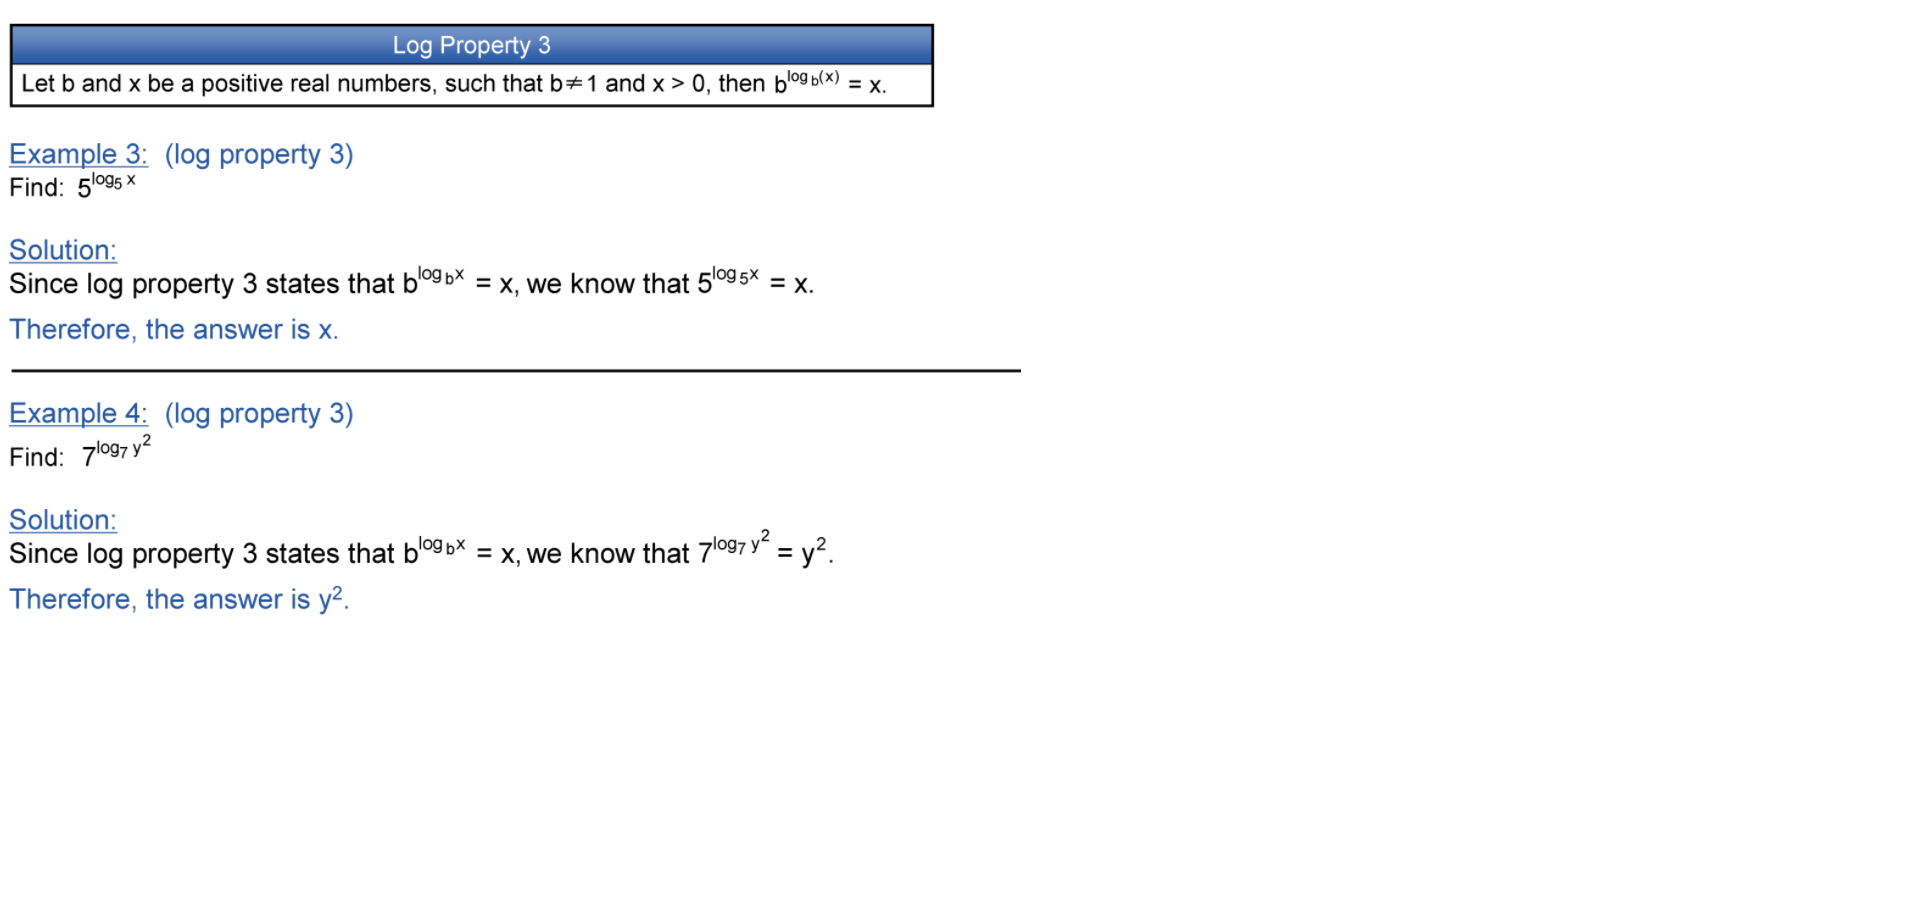 Log Property 3
Let b and x be a positive real numbers, such that b≠1 and x > 0, then b^{log_b(x)} = x.
Example 3: (log property 3)
Find: 5^{log_5 x}
Solution:
Since log property 3 states that b^{log_b x} = x, we know that 5^{log_5 x} = x.
Therefore, the answer is x.
Example 4: (log property 3)
Find: 7^{log_7 y^2}
Solution:
Since log property 3 states that b^{log_b x} = x, we know that 7^{log_7 y^2} = y².
Therefore, the answer is y².